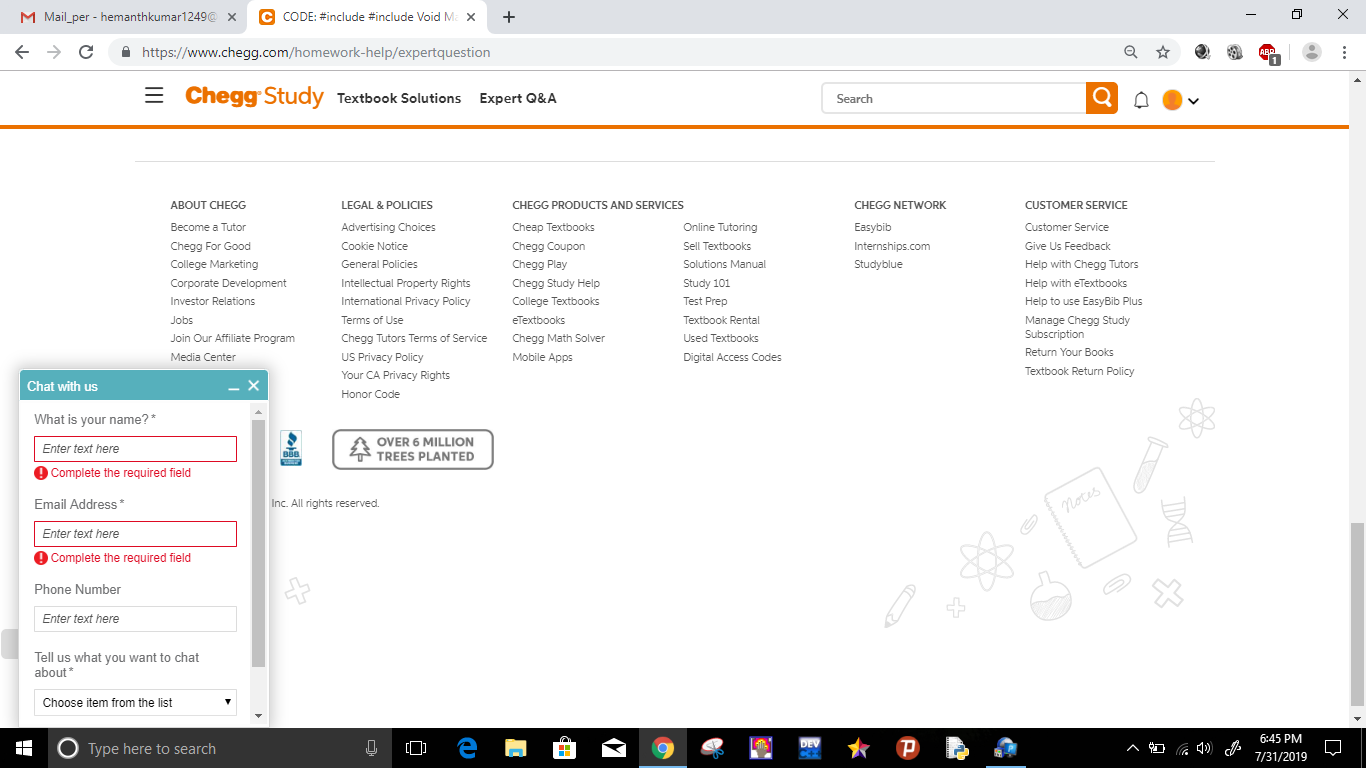 Mail_per - hemanthkumar1249@
CODE: #include #include Void Ma
https://www.chegg.com/homework-help/expertquestion
ABP
1
Chegg Study
Textbook Solutions
Expert Q&A
Search
ABOUT CHEGG
Become a Tutor
Chegg For Good
College Marketing
Corporate Development
Investor Relations
Jobs
Join Our Affiliate Program
Media Center
LEGAL & POLICIES
Advertising Choices
Cookie Notice
General Policies
Intellectual Property Rights
International Privacy Policy
Terms of Use
Chegg Tutors Terms of Service
US Privacy Policy
Your CA Privacy Rights
Honor Code
CHEGG PRODUCTS AND SERVICES
Cheap Textbooks
Chegg Coupon
Chegg Play
Chegg Study Help
College Textbooks
eTextbooks
Chegg Math Solver
Mobile Apps
Online Tutoring
Sell Textbooks
Solutions Manual
Study 101
Test Prep
Textbook Rental
Used Textbooks
Digital Access Codes
CHEGG NETWORK
Easybib
Internships.com
Studyblue
CUSTOMER SERVICE
Customer Service
Give Us Feedback
Help with Chegg Tutors
Help with eTextbooks
Help to use EasyBib Plus
Manage Chegg Study
Subscription
Return Your Books
Textbook Return Policy
BBB
OVER 6 MILLION
TREES PLANTED
Inc. All rights reserved.
Notes
Chat with us
What is your name? *
Enter text here
Complete the required field
Email Address *
Enter text here
Complete the required field
Phone Number
Enter text here
Tell us what you want to chat
about *
Choose item from the list
Type here to search
DEV
6:45 PM
7/31/2019